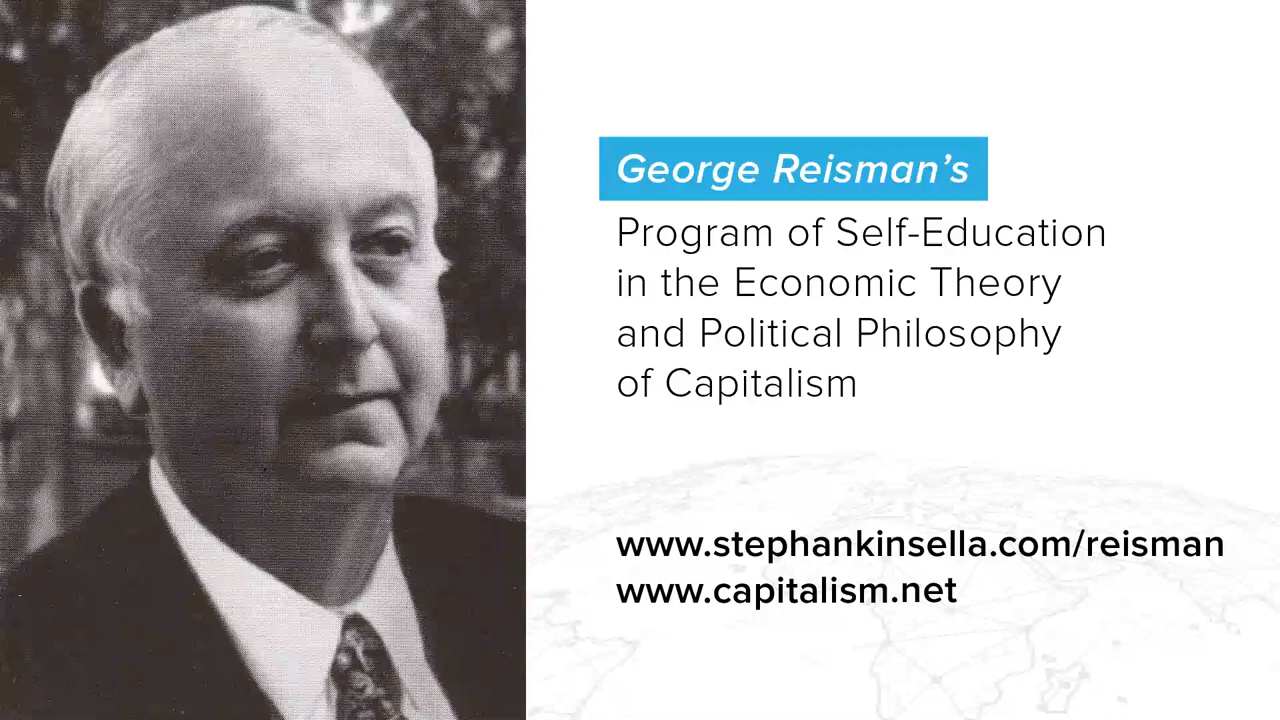 George Reisman’s
Program of Self-Education
in the Economic Theory
and Political Philosophy
of Capitalism
www.stephankinsella.com/reisman
www.capitalism.net